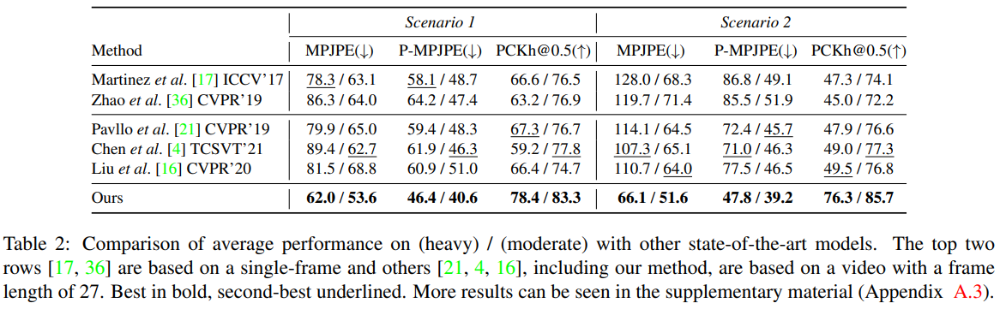 Scenario 1 Scenario 2
Method MPJPE(↓) P-MPJPE(↓) PCKh@0.5(↑) MPJPE(↓) P-MPJPE(↓) PCKh@0.5(↑)
Martinez et al. [17] ICCV'17 78.3 / 63.1 58.1 / 48.7 66.6 / 76.5 128.0 / 68.3 86.8 / 49.1 47.3 / 74.1
Zhao et al. [36] CVPR'19 86.3 / 64.0 64.2 / 47.4 63.2 / 76.9 119.7 / 71.4 85.5 / 51.9 45.0 / 72.2
Pavllo et al. [21] CVPR'19 79.9 / 65.0 59.4 / 48.3 67.3 / 76.7 114.1 / 64.5 72.4 / 45.7 47.9 / 76.6
Chen et al. [4] TCSVT'21 89.4 / 62.7 61.9 / 46.3 59.2 / 77.8 107.3 / 65.1 71.0 / 46.3 49.0 / 77.3
Liu et al. [16] CVPR'20 81.5 / 68.8 60.9 / 51.0 66.4 / 74.7 110.7 / 64.0 77.5 / 46.5 49.5 / 76.8
Ours 62.0 / 53.6 46.4 / 40.6 78.4 / 83.3 66.1 / 51.6 47.8 / 39.2 76.3 / 85.7
Table 2: Comparison of average performance on (heavy) / (moderate) with other state-of-the-art models. The top two
rows [17, 36] are based on a single-frame and others [21, 4, 16], including our method, are based on a video with a frame
length of 27. Best in bold, second-best underlined. More results can be seen in the supplementary material (Appendix A.3).